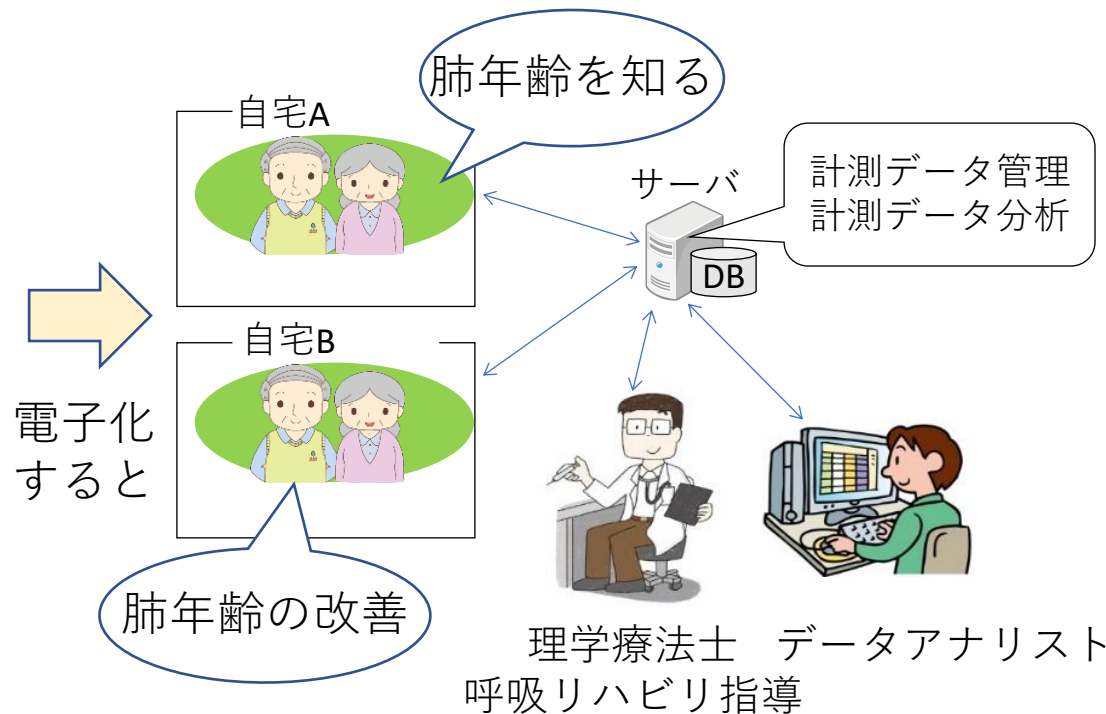 肺年齢を知る
自宅A
サーバ
計測データ管理
計測データ分析
DB
自宅B
電子化
すると
肺年齢の改善
理学療法士
データアナリスト
呼吸リハビリ指導